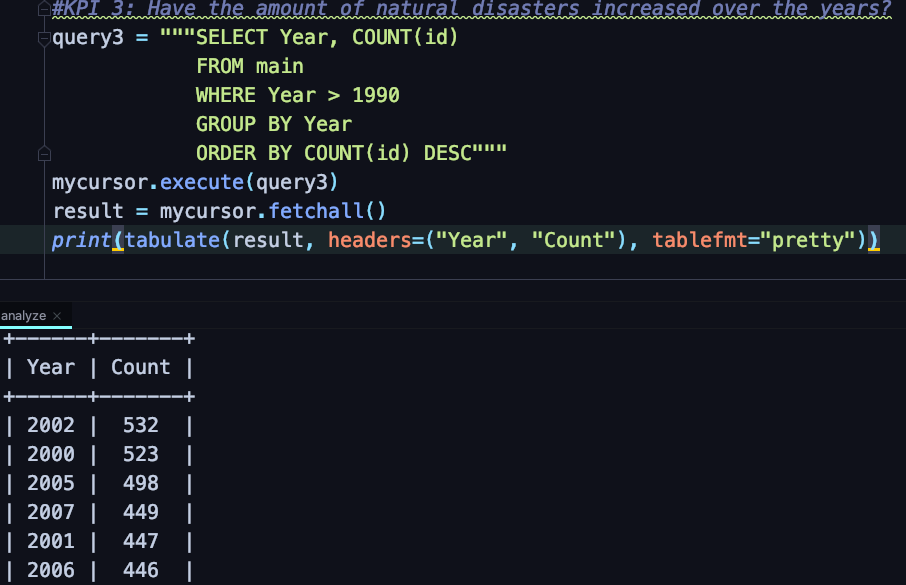 #KPI 3: Have the amount of natural disasters increased over the years?
query3 = """SELECT Year, COUNT(id)
FROM main
WHERE Year > 1990
GROUP BY Year
ORDER BY COUNT(id) DESC"""
mycursor.execute(query3)
result = mycursor.fetchall()
print(tabulate(result, headers=("Year", "Count"), tablefmt="pretty"))
analyze ×
+------+-------+
| Year | Count |
+------+-------+
| 2002 | 532 |
| 2000 | 523 |
| 2005 | 498 |
| 2007 | 449 |
| 2001 | 447 |
| 2006 | 446 |